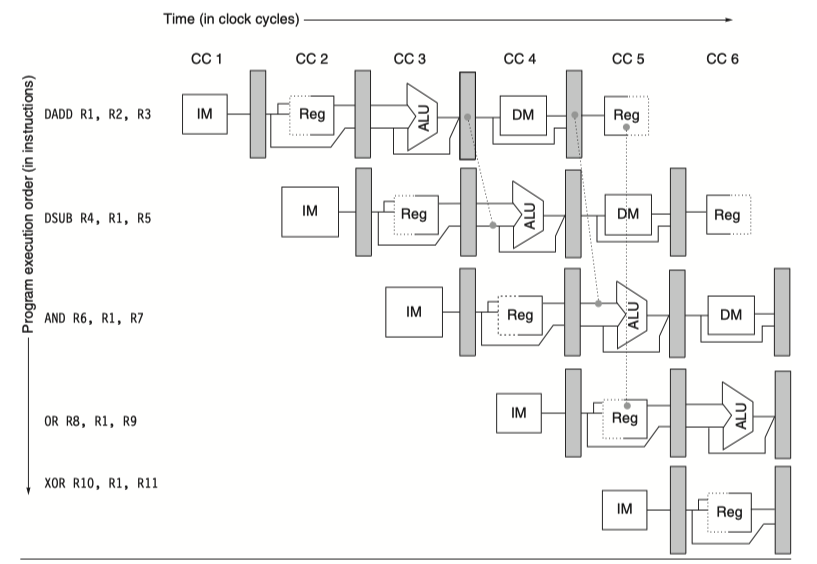 Time (in clock cycles)
CC 1 CC 2 CC 3 CC 4 CC 5 CC 6
Program execution order (in instructions)
DADD R1, R2, R3 IM Reg ALU DM Reg
DSUB R4, R1, R5 IM Reg ALU DM Reg
AND R6, R1, R7 IM Reg ALU DM
OR R8, R1, R9 IM Reg ALU
XOR R10, R1, R11 IM Reg